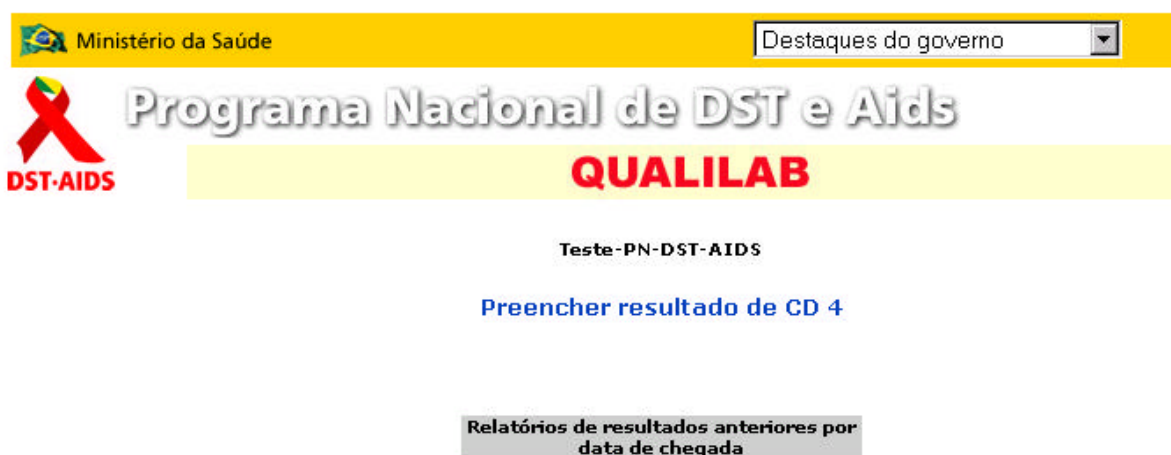 Ministério da Saúde
Destaques do governo
Programa Nacional de DST e Aids
DST-AIDS
QUALILAB
Teste-PN-DST-AIDS
Preencher resultado de CD 4
Relatórios de resultados anteriores por
data de chegada